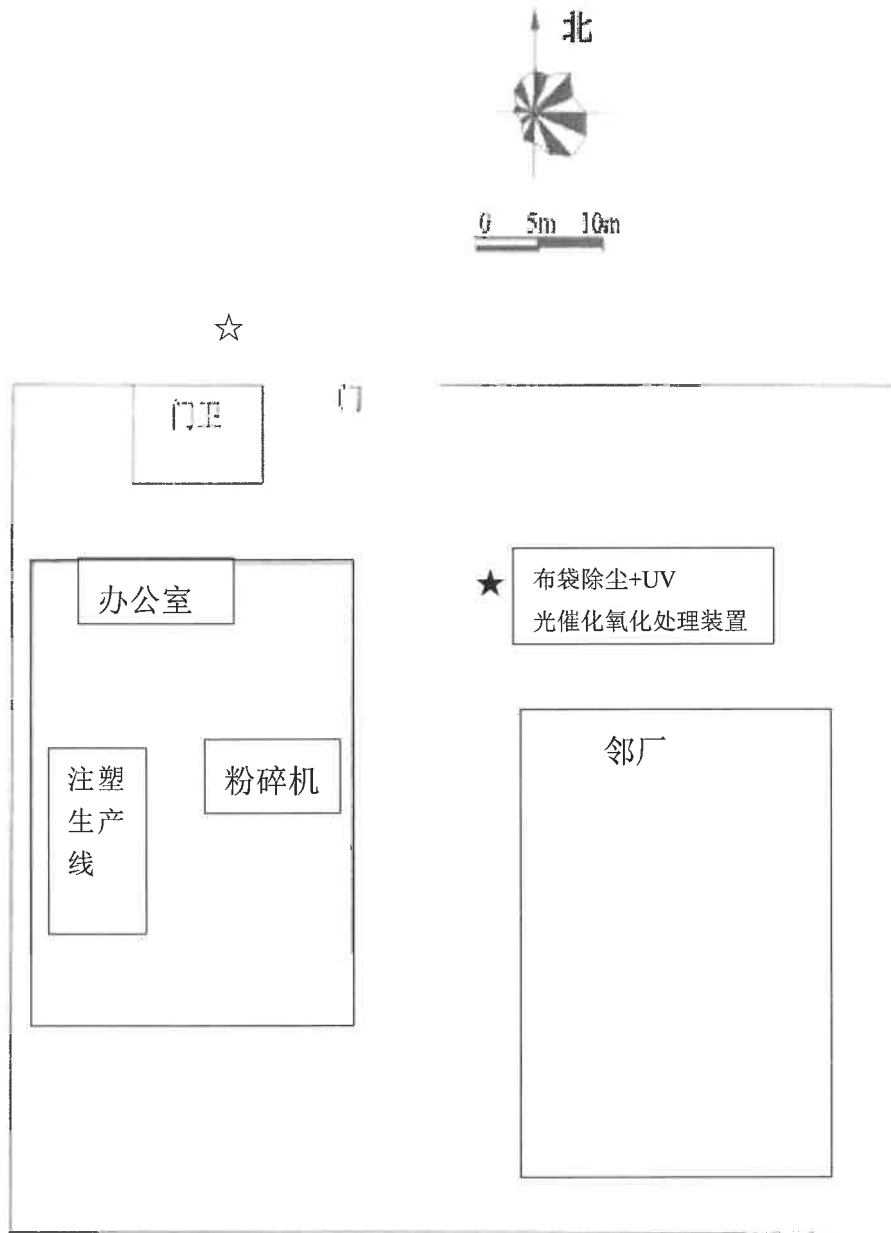 北
0 5m 10m
☆
门卫
门
办公室
★
布袋除尘+UV
光催化氧化处理装置
注塑
生产
线
粉碎机
邻厂